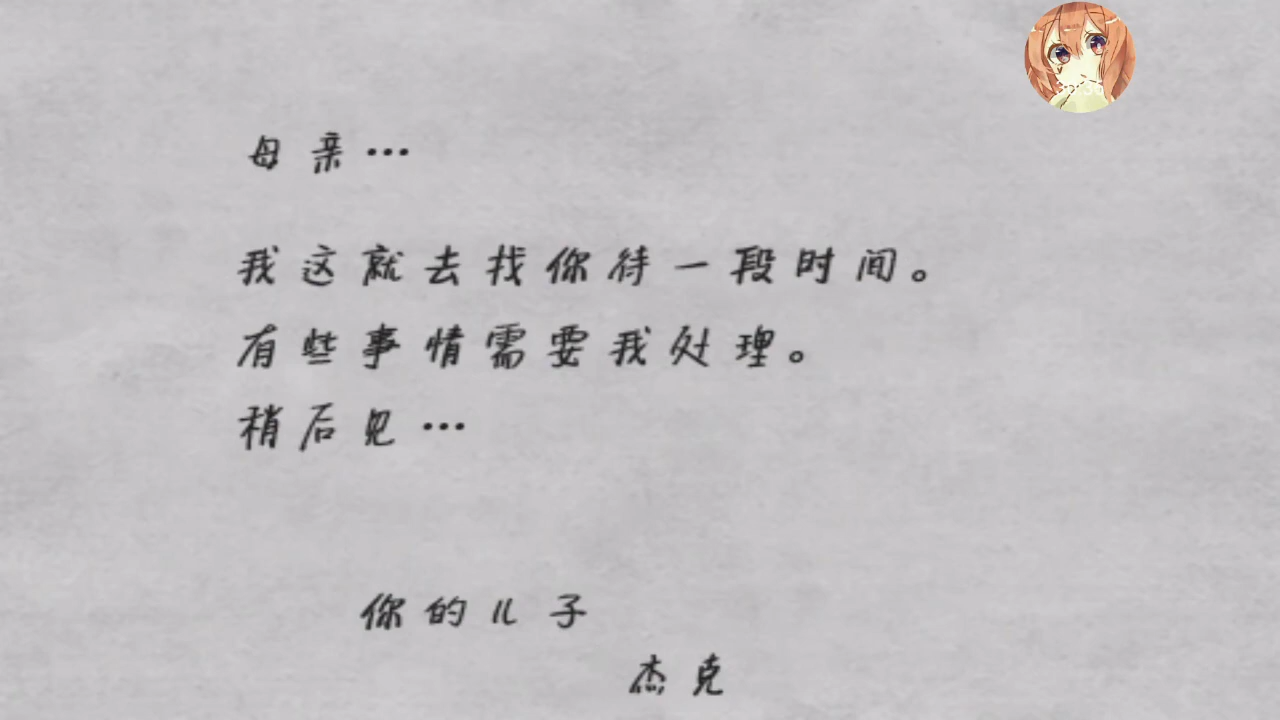 母亲…
我这就去找你待一段时间。
有些事情需要我处理。
稍后见…
你的儿子
杰克